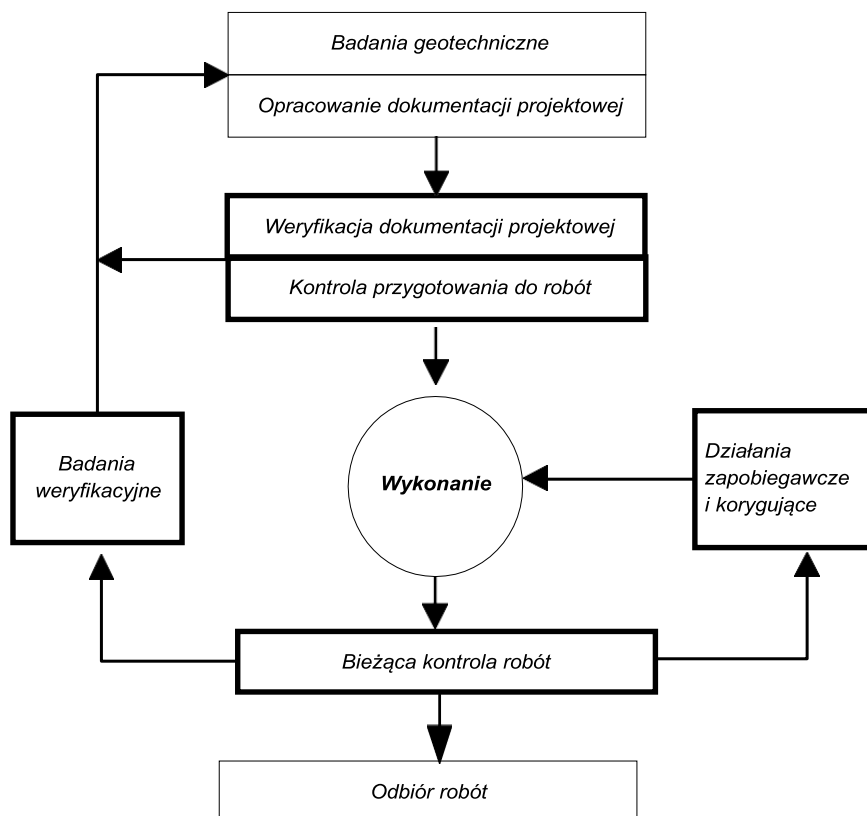 Badania geotechniczne
Opracowanie dokumentacji projektowej
Weryfikacja dokumentacji projektowej
Kontrola przygotowania do robót
Badania
weryfikacyjne
Wykonanie
Działania
zapobiegawcze
i korygujące
Bieżąca kontrola robót
Odbiór robót